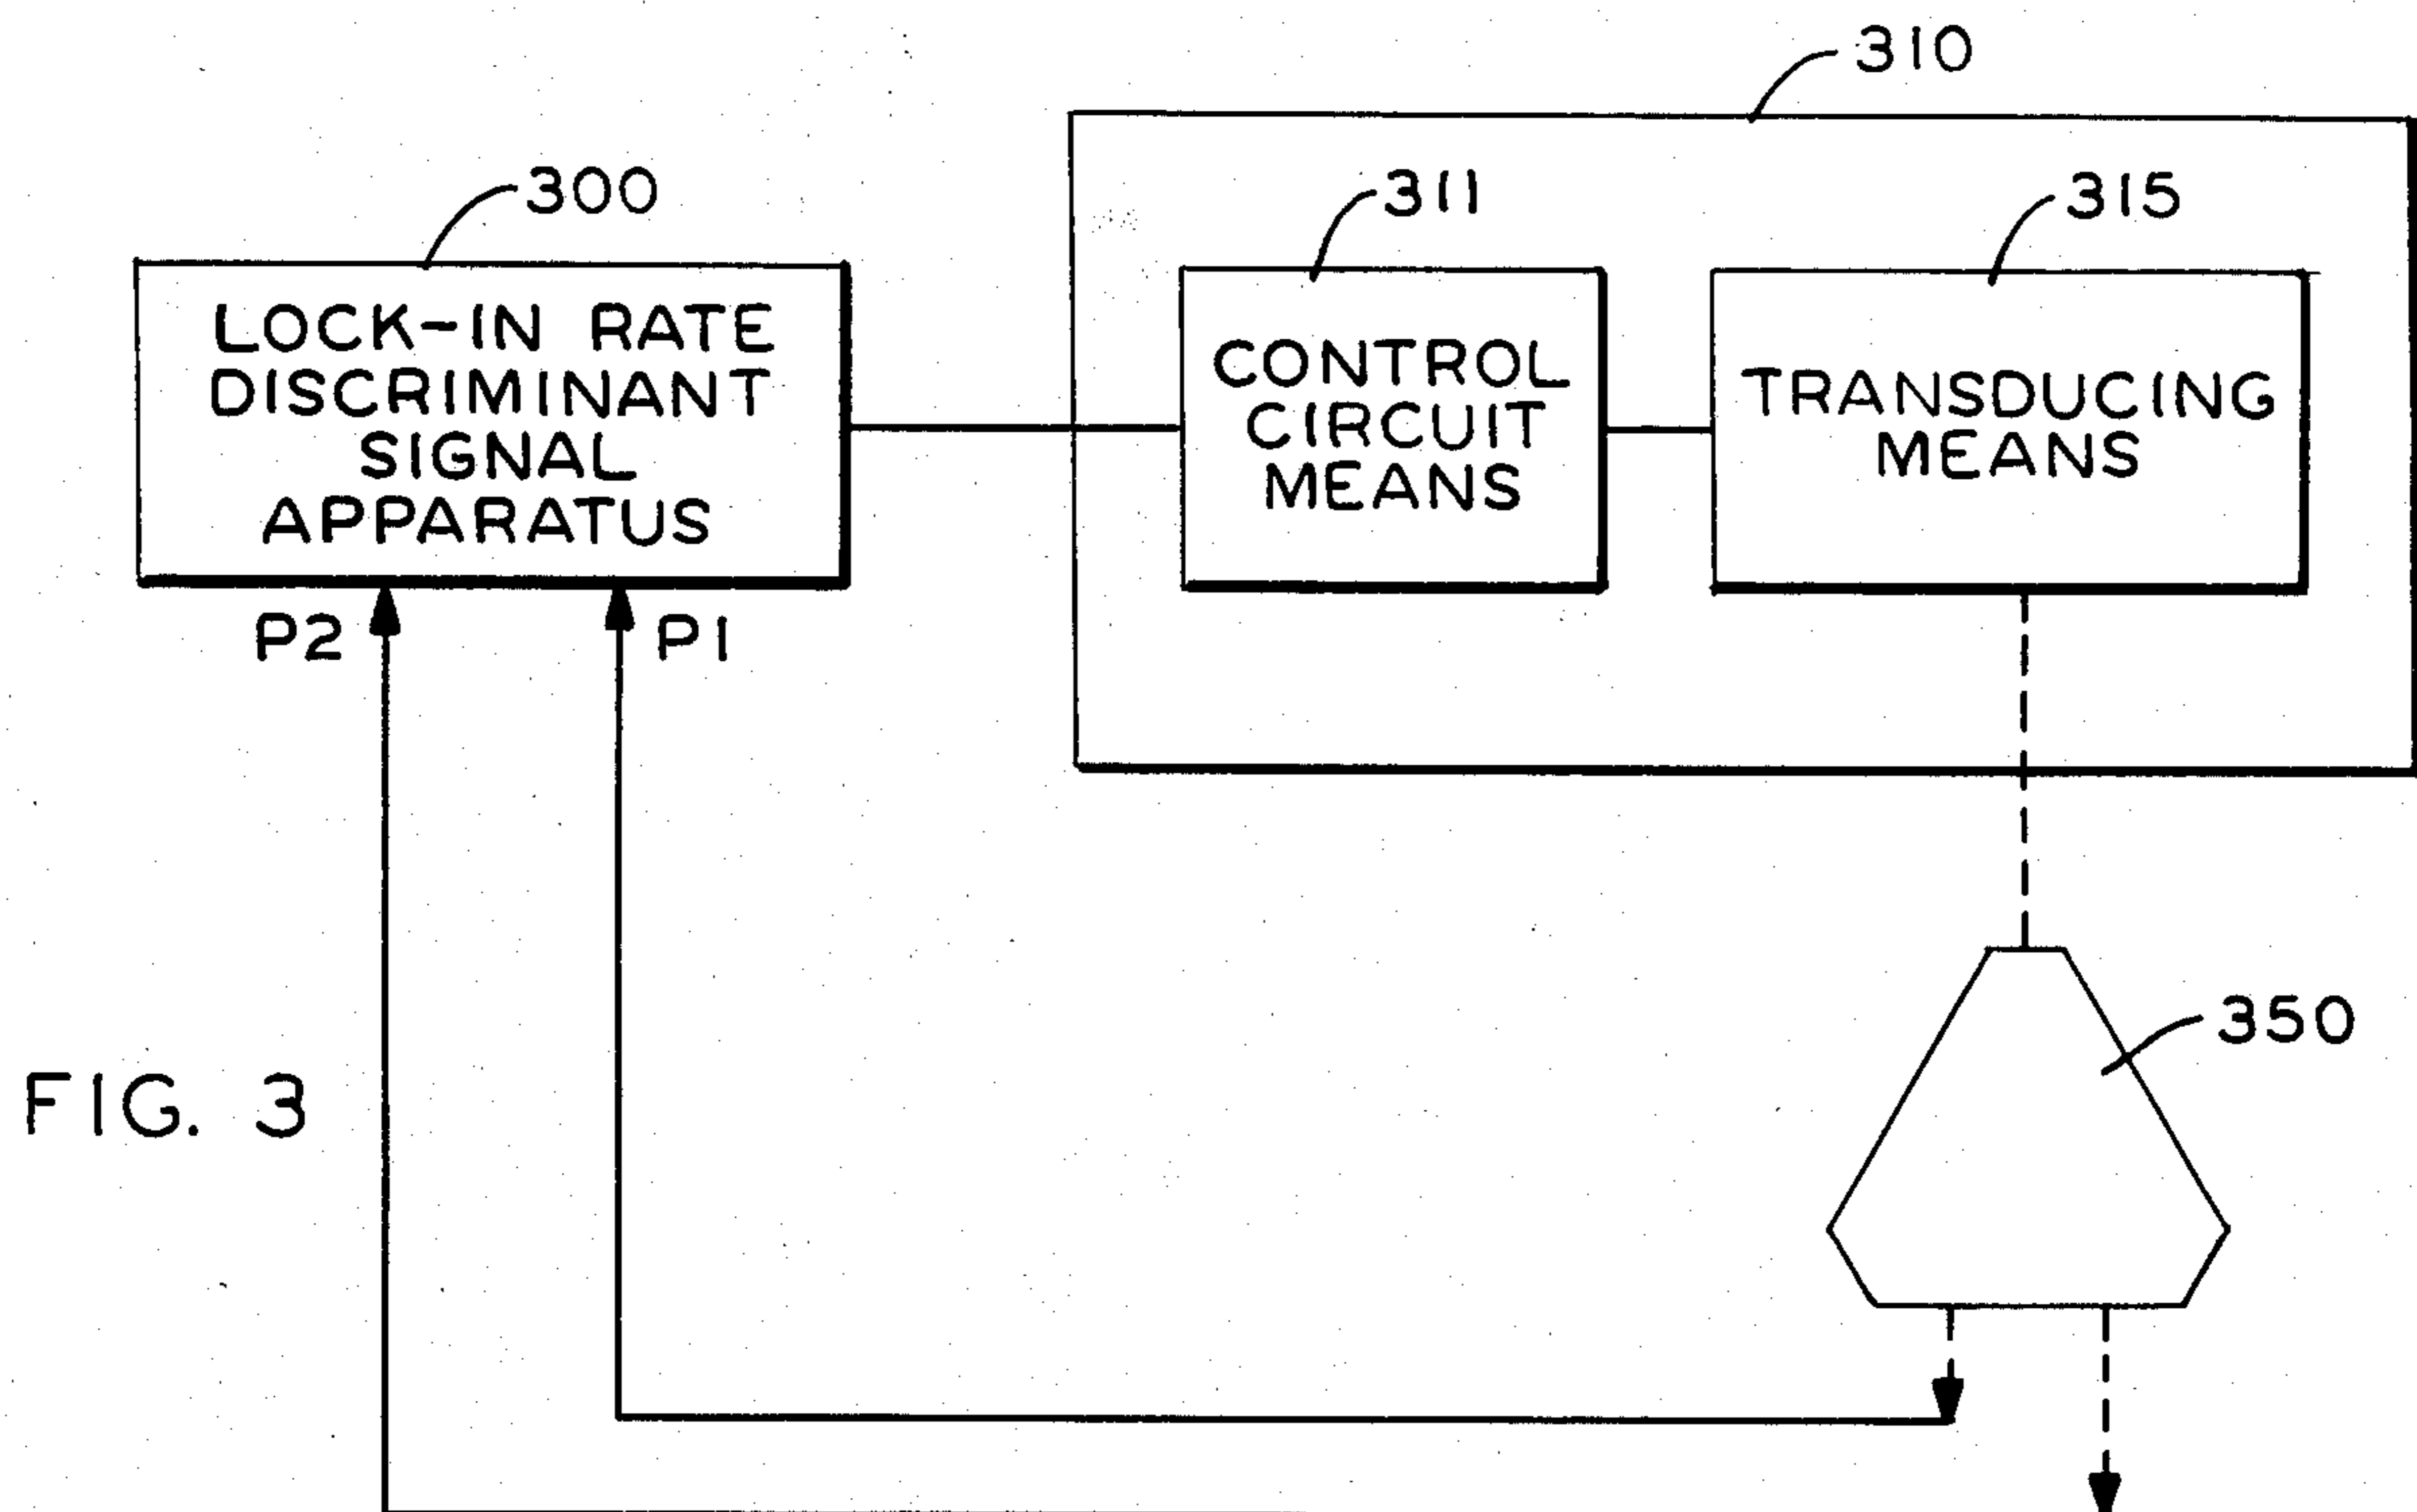 310
300
311
315
LOCK-IN RATE
DISCRIMINANT
SIGNAL
APPARATUS
CONTROL
CIRCUIT
MEANS
TRANSDUCING
MEANS
P2
P1
350
FIG. 3